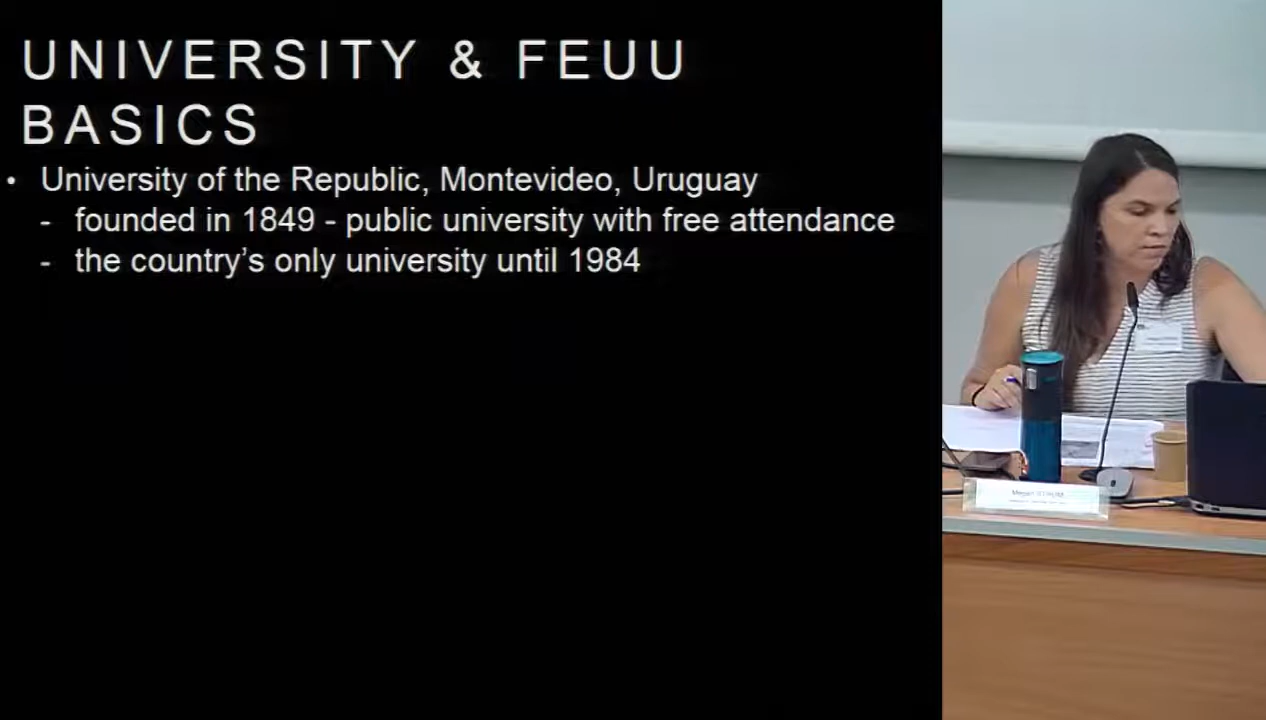 UNIVERSITY & FEUU
BASICS
• University of the Republic, Montevideo, Uruguay
- founded in 1849 - public university with free attendance
- the country's only university until 1984
Megan